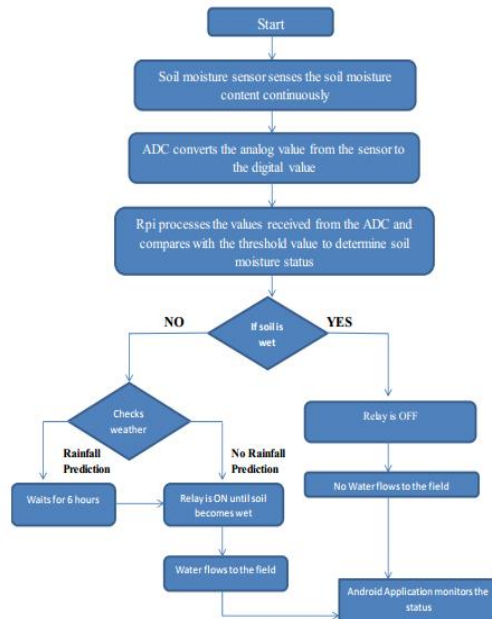 Start
Soil moisture sensor senses the soil moisture
content continuously
ADC converts the analog value from the sensor to
the digital value
Rpi processes the values received from the ADC and
compares with the threshold value to determine soil
moisture status
NO
If soil is
wet
YES
Checks
weather
Relay is OFF
Rainfall
Prediction
No Rainfall
Prediction
Waits for 6 hours
Relay is ON until soil
becomes wet
No Water flows to the field
Water flows to the field
Android Application monitors the
status